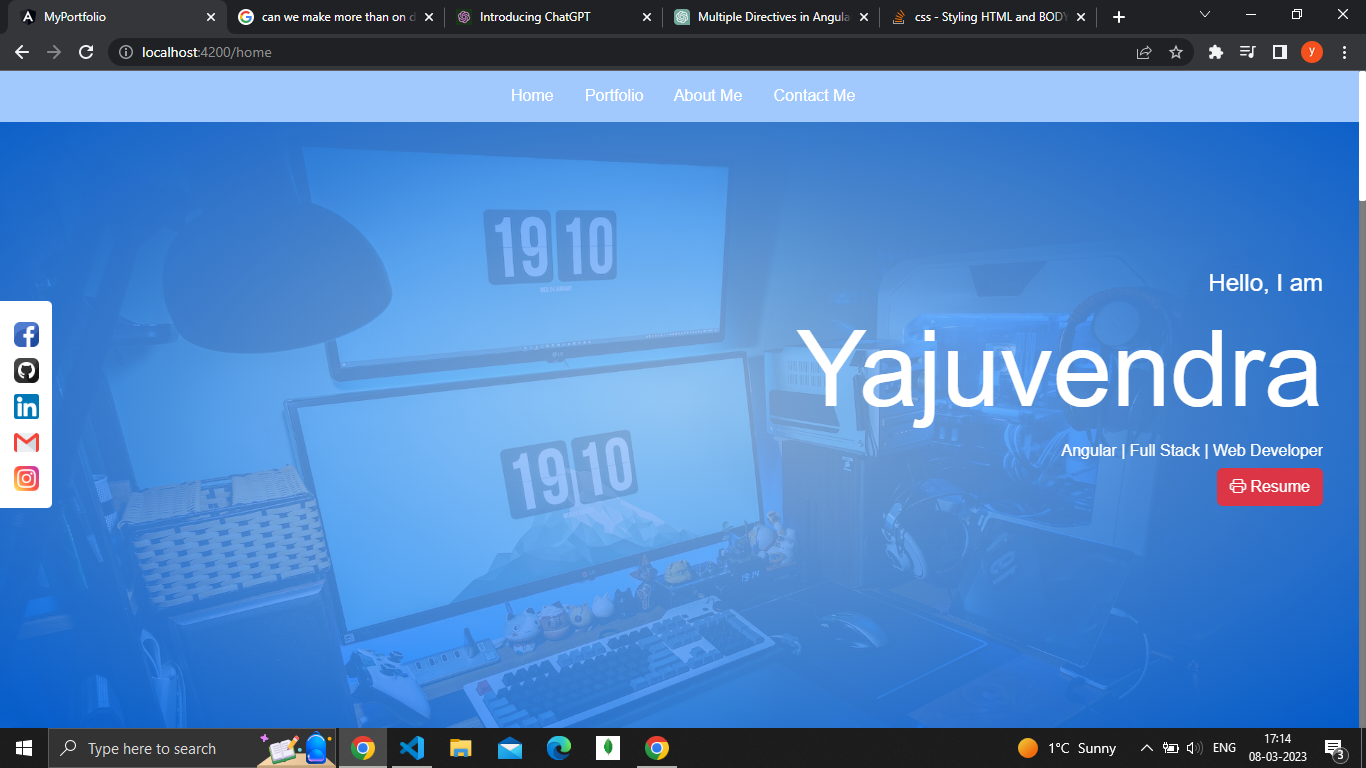 MyPortfolio
can we make more than on d
Introducing ChatGPT
Multiple Directives in Angula
css - Styling HTML and BODY
localhost:4200/home
y
Home Portfolio About Me Contact Me
19 10
19 10
Hello, I am
Yajuvendra
Angular | Full Stack | Web Developer
Resume
19 14
Type here to search
1°C Sunny
ENG
17:14
08-03-2023
3